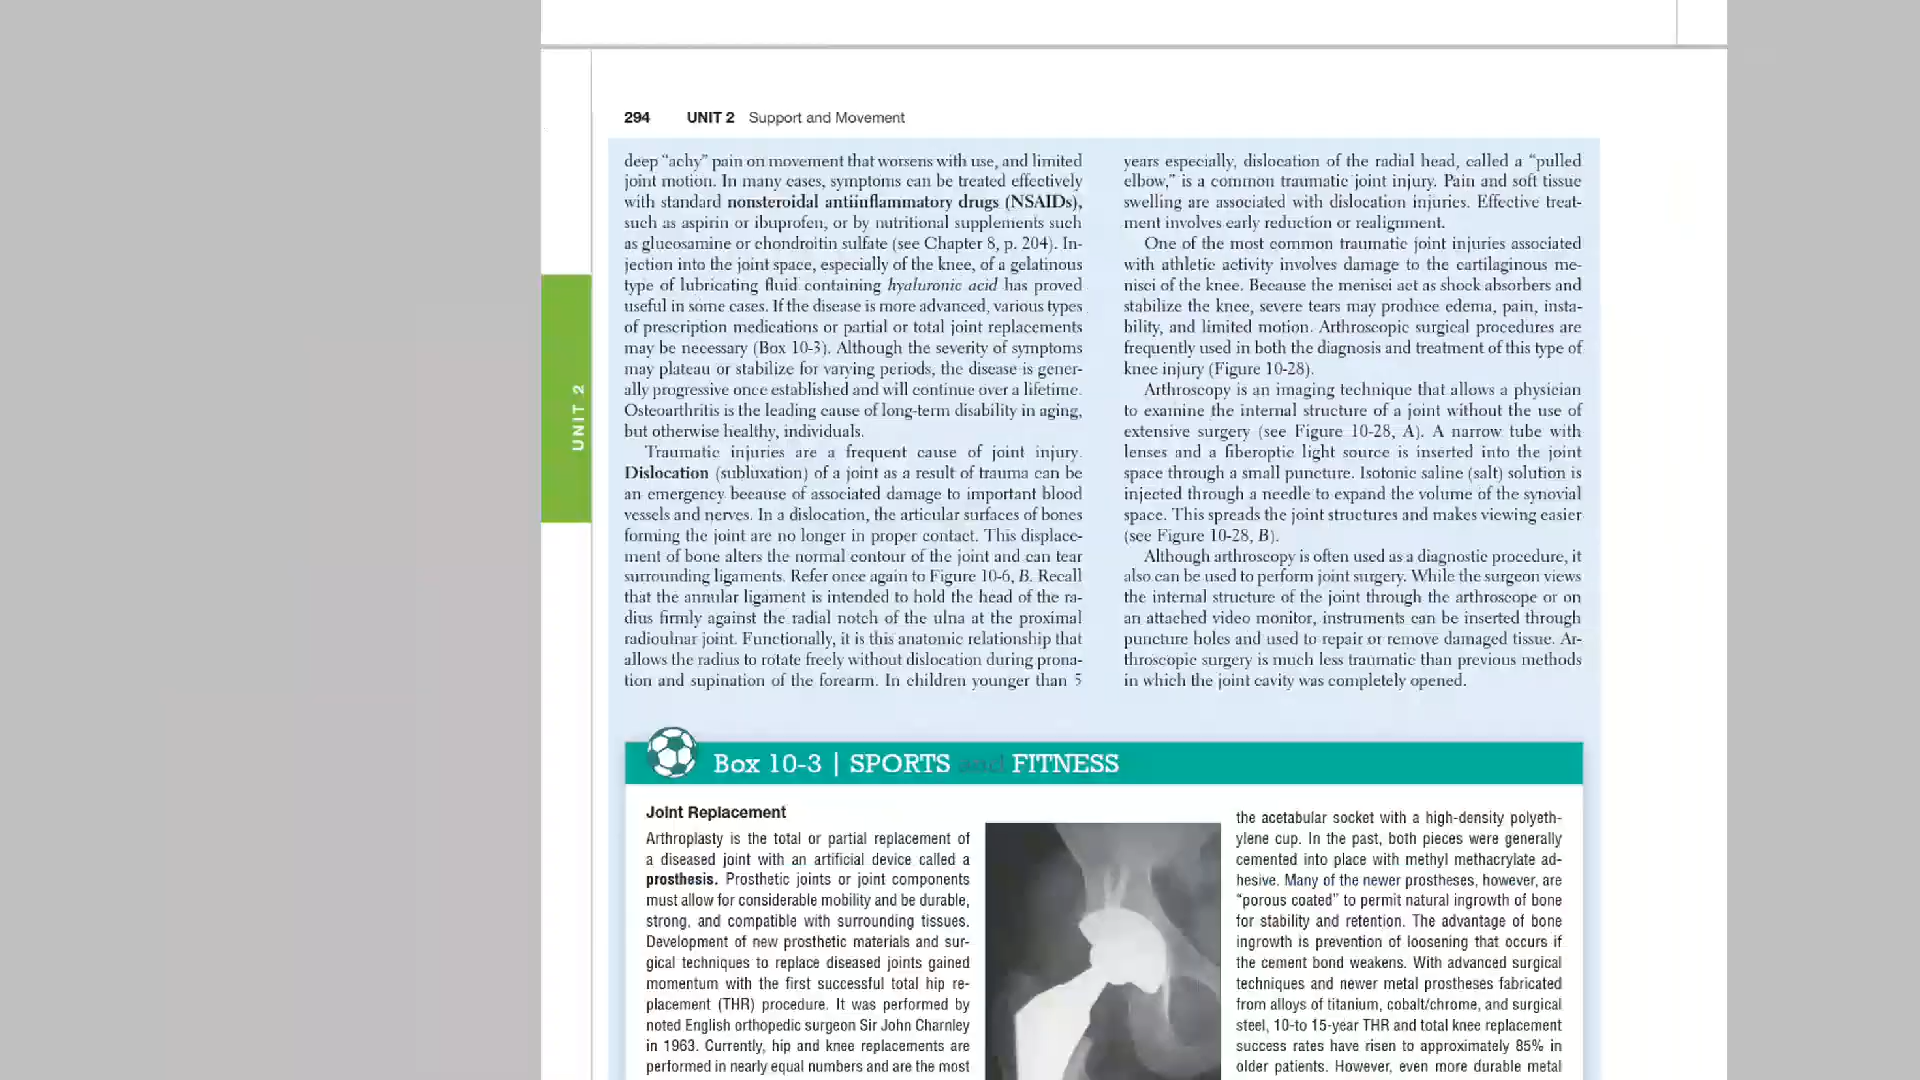 294 UNIT 2 Support and Movement
deep “achy” pain on movement that worsens with use, and limited
joint motion. In many cases, symptoms can be treated effectively
with standard nonsteroidal antiinflammatory drugs (NSAIDs),
such as aspirin or ibuprofen, or by nutritional supplements such
as glucosamine or chondroitin sulfate (see Chapter 8, p. 204). In-
jection into the joint space, especially of the knee, of a gelatinous
type of lubricating fluid containing hyaluronic acid has proved
useful in some cases. If the disease is more advanced, various types
of prescription medications or partial or total joint replacements
may be necessary (Box 10-3). Although the severity of symptoms
may plateau or stabilize for varying periods, the disease is gener-
ally progressive once established and will continue over a lifetime.
Osteoarthritis is the leading cause of long-term disability in aging,
but otherwise healthy, individuals.
Traumatic injuries are a frequent cause of joint injury.
Dislocation (subluxation) of a joint as a result of trauma can be
an emergency because of associated damage to important blood
vessels and nerves. In a dislocation, the articular surfaces of bones
forming the joint are no longer in proper contact. This displace-
ment of bone alters the normal contour of the joint and can tear
surrounding ligaments. Refer once again to Figure 10-6, B. Recall
that the annular ligament is intended to hold the head of the ra-
dius firmly against the radial notch of the ulna at the proximal
radioulnar joint. Functionally, it is this anatomic relationship that
allows the radius to rotate freely without dislocation during prona-
tion and supination of the forearm. In children younger than 5
years especially, dislocation of the radial head, called a “pulled
elbow,” is a common traumatic joint injury. Pain and soft tissue
swelling are associated with dislocation injuries. Effective treat-
ment involves early reduction or realignment.
One of the most common traumatic joint injuries associated
with athletic activity involves damage to the cartilaginous me-
nisci of the knee. Because the menisci act as shock absorbers and
stabilize the knee, severe tears may produce edema, pain, insta-
bility, and limited motion. Arthroscopic surgical procedures are
frequently used in both the diagnosis and treatment of this type of
knee injury (Figure 10-28).
Arthroscopy is an imaging technique that allows a physician
to examine the internal structure of a joint without the use of
extensive surgery (see Figure 10-28, A). A narrow tube with
lenses and a fiberoptic light source is inserted into the joint
space through a small puncture. Isotonic saline (salt) solution is
injected through a needle to expand the volume of the synovial
space. This spreads the joint structures and makes viewing easier
(see Figure 10-28, B).
Although arthroscopy is often used as a diagnostic procedure, it
also can be used to perform joint surgery. While the surgeon views
the internal structure of the joint through the arthroscope or on
an attached video monitor, instruments can be inserted through
puncture holes and used to repair or remove damaged tissue. Ar-
throscopic surgery is much less traumatic than previous methods
in which the joint cavity was completely opened.
UNIT 2
Box 10-3 | SPORTS and FITNESS
Joint Replacement
Arthroplasty is the total or partial replacement of
a diseased joint with an artificial device called a
prosthesis. Prosthetic joints or joint components
must allow for considerable mobility and be durable,
strong, and compatible with surrounding tissues.
Development of new prosthetic materials and sur-
gical techniques to replace diseased joints gained
momentum with the first successful total hip re-
placement (THR) procedure. It was performed by
noted English orthopedic surgeon Sir John Charnley
in 1963. Currently, hip and knee replacements are
performed in nearly equal numbers and are the most
the acetabular socket with a high-density polyeth-
ylene cup. In the past, both pieces were generally
cemented into place with methyl methacrylate ad-
hesive. Many of the newer prostheses, however, are
“porous coated” to permit natural ingrowth of bone
for stability and retention. The advantage of bone
ingrowth is prevention of loosening that occurs if
the cement bond weakens. With advanced surgical
techniques and newer metal prostheses fabricated
from alloys of titanium, cobalt/chrome, and surgical
steel, 10-to 15-year THR and total knee replacement
success rates have risen to approximately 85% in
older patients. However, even more durable metal